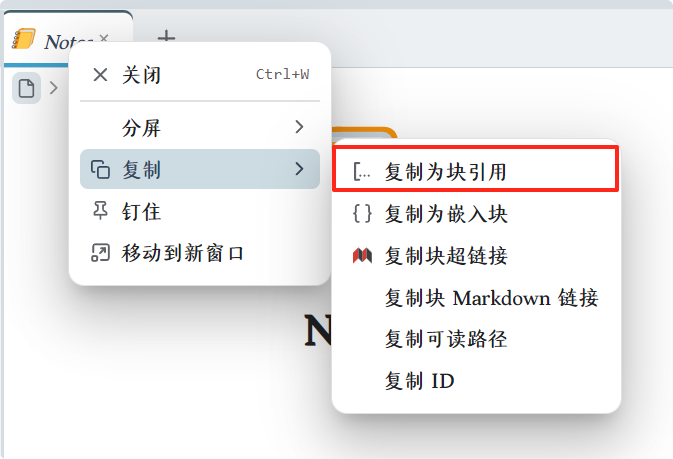 Notes
关闭 Ctrl+W
分屏
复制
钉住
移动到新窗口
复制为块引用
复制为嵌入块
复制块超链接
复制块 Markdown 链接
复制可读路径
复制 ID
N